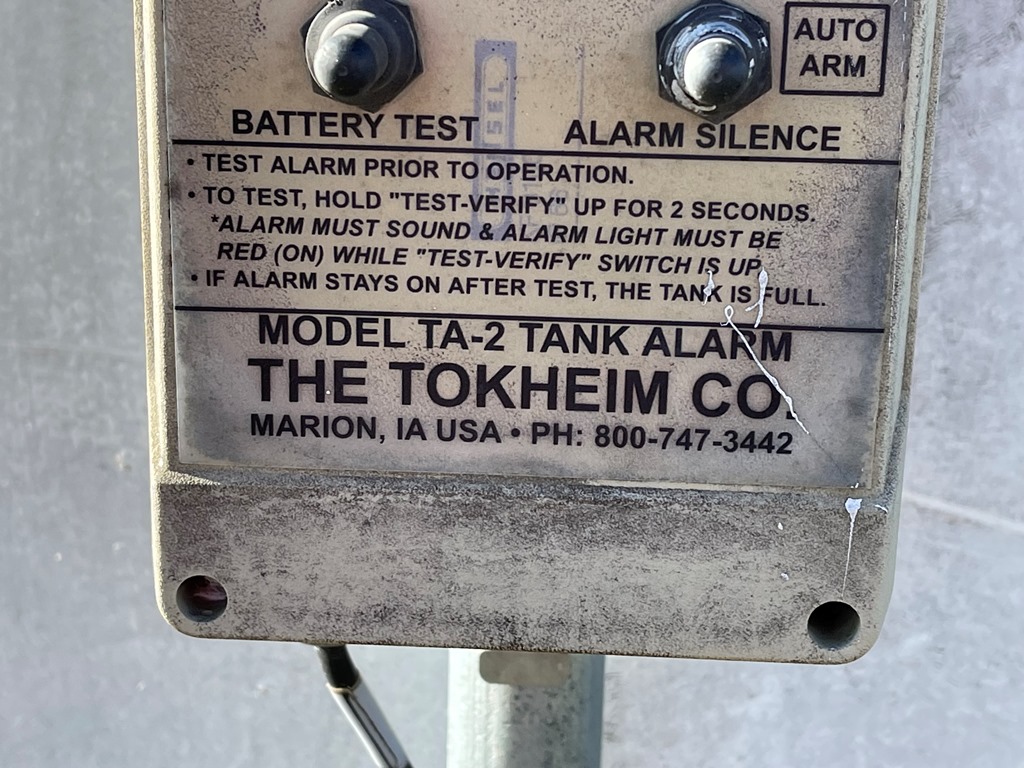 AUTO
ARM
BATTERY TEST
ALARM SILENCE
• TEST ALARM PRIOR TO OPERATION.
• TO TEST, HOLD "TEST-VERIFY" UP FOR 2 SECONDS.
*ALARM MUST SOUND & ALARM LIGHT MUST BE
RED (ON) WHILE "TEST-VERIFY" SWITCH IS UP.
• IF ALARM STAYS ON AFTER TEST, THE TANK IS FULL.
MODEL TA-2 TANK ALARM
THE TOKHEIM CO.
MARION, IA USA • PH: 800-747-3442